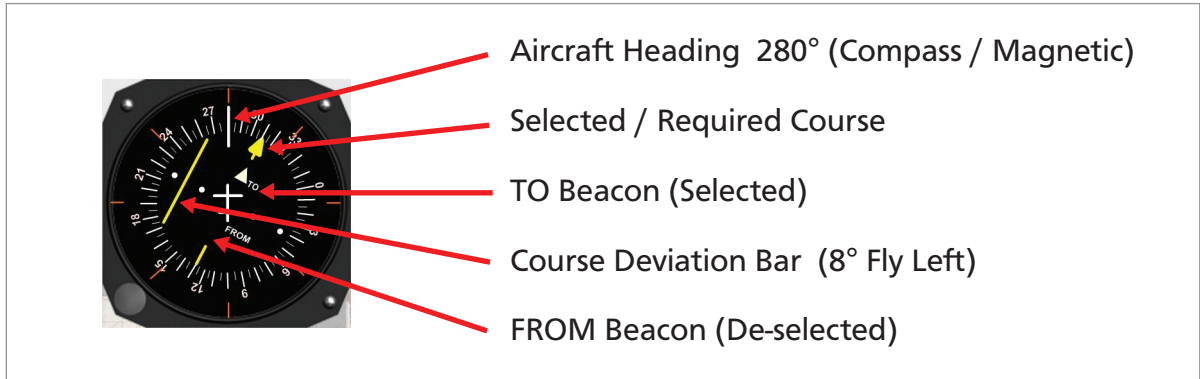 Aircraft Heading  280° (Compass / Magnetic)
Selected / Required Course
TO Beacon (Selected)
Course Deviation Bar  (8° Fly Left)
FROM Beacon (De-selected)
27
30
33
0
3
6
9
12
15
18
21
24
TO
FROM